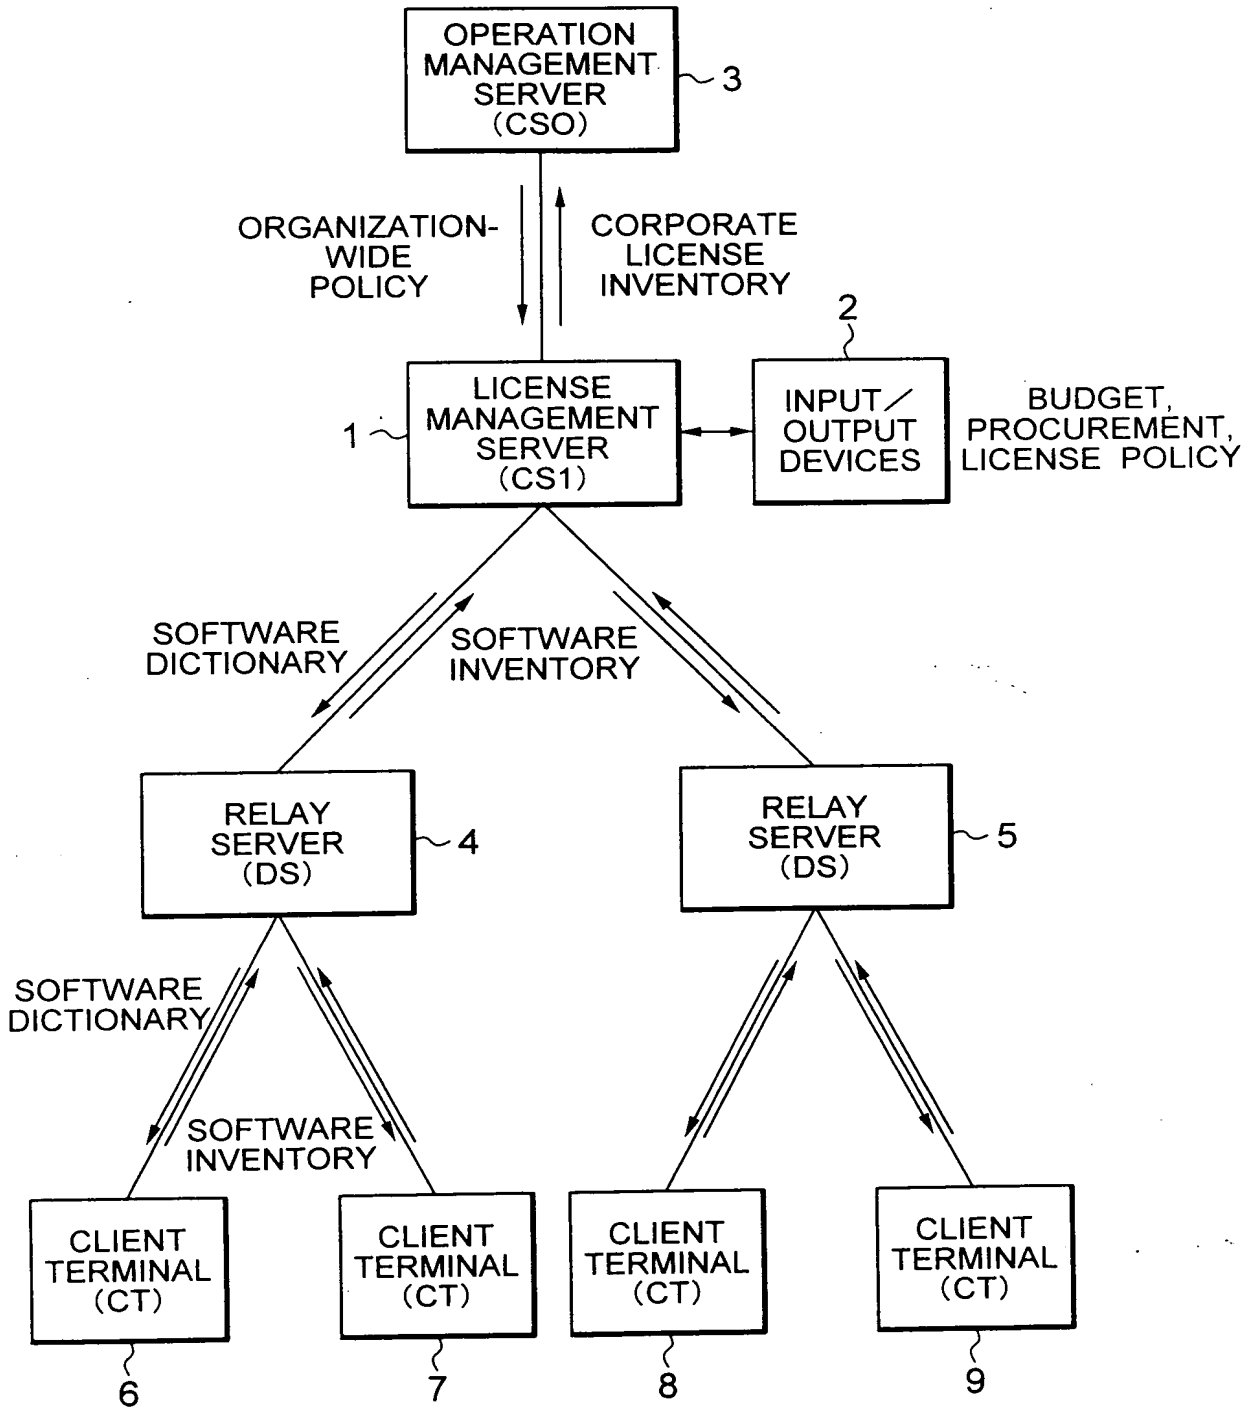 OPERATION
MANAGEMENT
SERVER
(CSO)
3
ORGANIZATION-
WIDE
POLICY
CORPORATE
LICENSE
INVENTORY
2
1
LICENSE
MANAGEMENT
SERVER
(CS1)
INPUT/
OUTPUT
DEVICES
BUDGET,
PROCUREMENT,
LICENSE POLICY
SOFTWARE
DICTIONARY
SOFTWARE
INVENTORY
RELAY
SERVER
(DS)
4
RELAY
SERVER
(DS)
5
SOFTWARE
DICTIONARY
SOFTWARE
INVENTORY
CLIENT
TERMINAL
(CT)
6
CLIENT
TERMINAL
(CT)
7
CLIENT
TERMINAL
(CT)
8
CLIENT
TERMINAL
(CT)
9